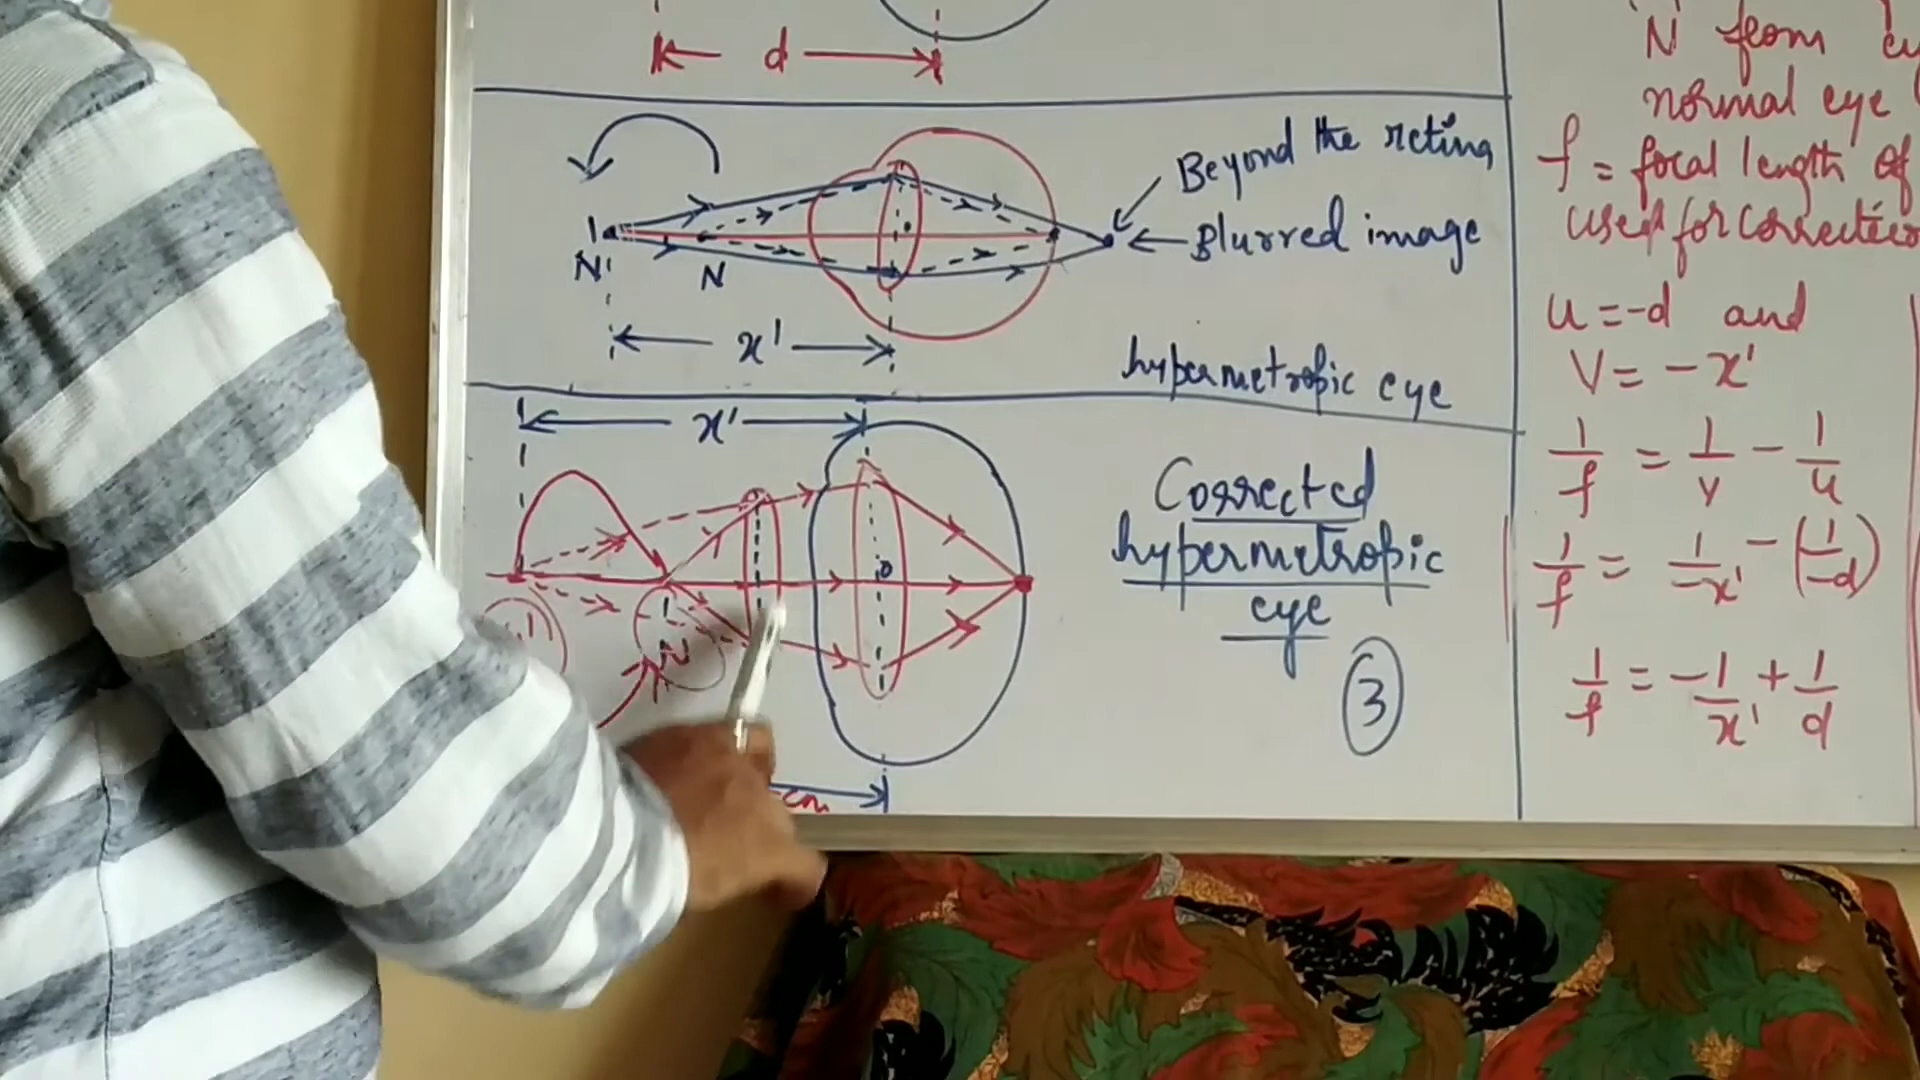 d
Beyond the retina
Blurred image
N'
N
x'
hypermetropic eye
x'
Corrected
hypermetropic
eye
3
O
N
cm
N from
normal eye
f = focal length of
used for correction
u = -d and
V = - x'
1/f = 1/v - 1/u
1/f = 1/-x' - (1/-d)
1/f = -1/x' + 1/d